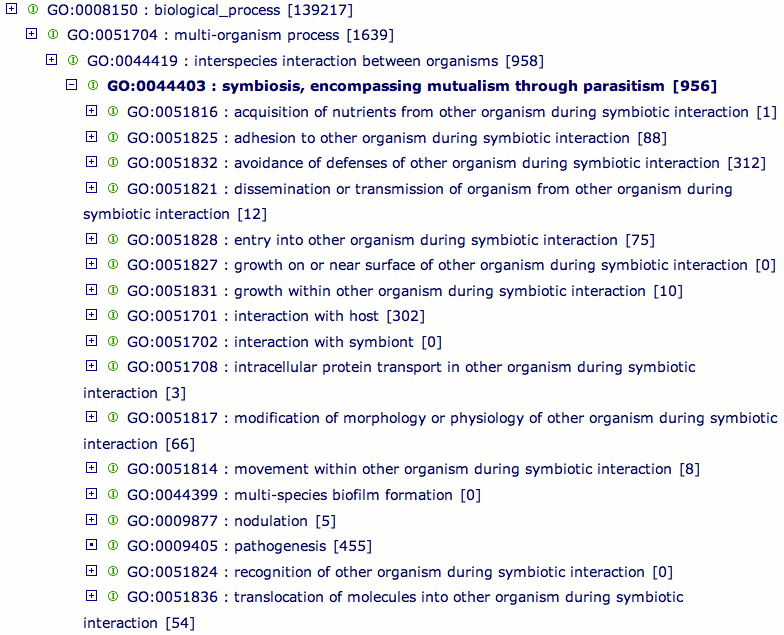 GO:0008150 : biological_process [139217]
GO:0051704 : multi-organism process [1639]
GO:0044419 : interspecies interaction between organisms [958]
GO:0044403 : symbiosis, encompassing mutualism through parasitism [956]
GO:0051816 : acquisition of nutrients from other organism during symbiotic interaction [1]
GO:0051825 : adhesion to other organism during symbiotic interaction [88]
GO:0051832 : avoidance of defenses of other organism during symbiotic interaction [312]
GO:0051821 : dissemination or transmission of organism from other organism during
symbiotic interaction [12]
GO:0051828 : entry into other organism during symbiotic interaction [75]
GO:0051827 : growth on or near surface of other organism during symbiotic interaction [0]
GO:0051831 : growth within other organism during symbiotic interaction [10]
GO:0051701 : interaction with host [302]
GO:0051702 : interaction with symbiont [0]
GO:0051708 : intracellular protein transport in other organism during symbiotic
interaction [3]
GO:0051817 : modification of morphology or physiology of other organism during symbiotic
interaction [66]
GO:0051814 : movement within other organism during symbiotic interaction [8]
GO:0044399 : multi-species biofilm formation [0]
GO:0009877 : nodulation [5]
GO:0009405 : pathogenesis [455]
GO:0051824 : recognition of other organism during symbiotic interaction [0]
GO:0051836 : translocation of molecules into other organism during symbiotic
interaction [54]